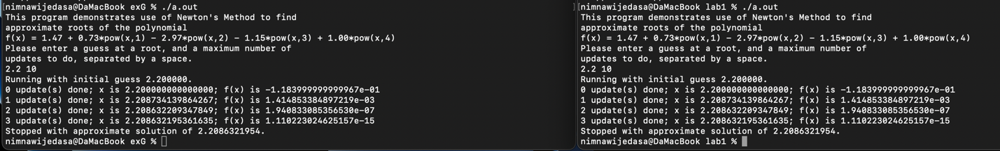 [nimnawijedasa@DaMacBook exG % ./a.out
This program demonstrates use of Newton's Method to find
approximate roots of the polynomial
f(x) = 1.47 + 0.73*pow(x,1) - 2.97*pow(x,2) - 1.15*pow(x,3) + 1.00*pow(x,4)
Please enter a guess at a root, and a maximum number of
updates to do, separated by a space.
2.2 10
Running with initial guess 2.200000.
0 update(s) done; x is 2.200000000000000; f(x) is -1.183999999999967e-01
1 update(s) done; x is 2.208734139864267; f(x) is 1.414853384897219e-03
2 update(s) done; x is 2.208632209347849; f(x) is 1.940833085356530e-07
3 update(s) done; x is 2.208632195361635; f(x) is 1.110223024625157e-15
Stopped with approximate solution of 2.2086321954.
nimnawijedasa@DaMacBook exG %
][nimnawijedasa@DaMacBook lab1 % ./a.out
This program demonstrates use of Newton's Method to find
approximate roots of the polynomial
f(x) = 1.47 + 0.73*pow(x,1) - 2.97*pow(x,2) - 1.15*pow(x,3) + 1.00*pow(x,4)
Please enter a guess at a root, and a maximum number of
updates to do, separated by a space.
2.2 10
Running with initial guess 2.200000.
0 update(s) done; x is 2.200000000000000; f(x) is -1.183999999999967e-01
1 update(s) done; x is 2.208734139864267; f(x) is 1.414853384897219e-03
2 update(s) done; x is 2.208632209347849; f(x) is 1.940833085356530e-07
3 update(s) done; x is 2.208632195361635; f(x) is 1.110223024625157e-15
Stopped with approximate solution of 2.2086321954.
nimnawijedasa@DaMacBook lab1 %